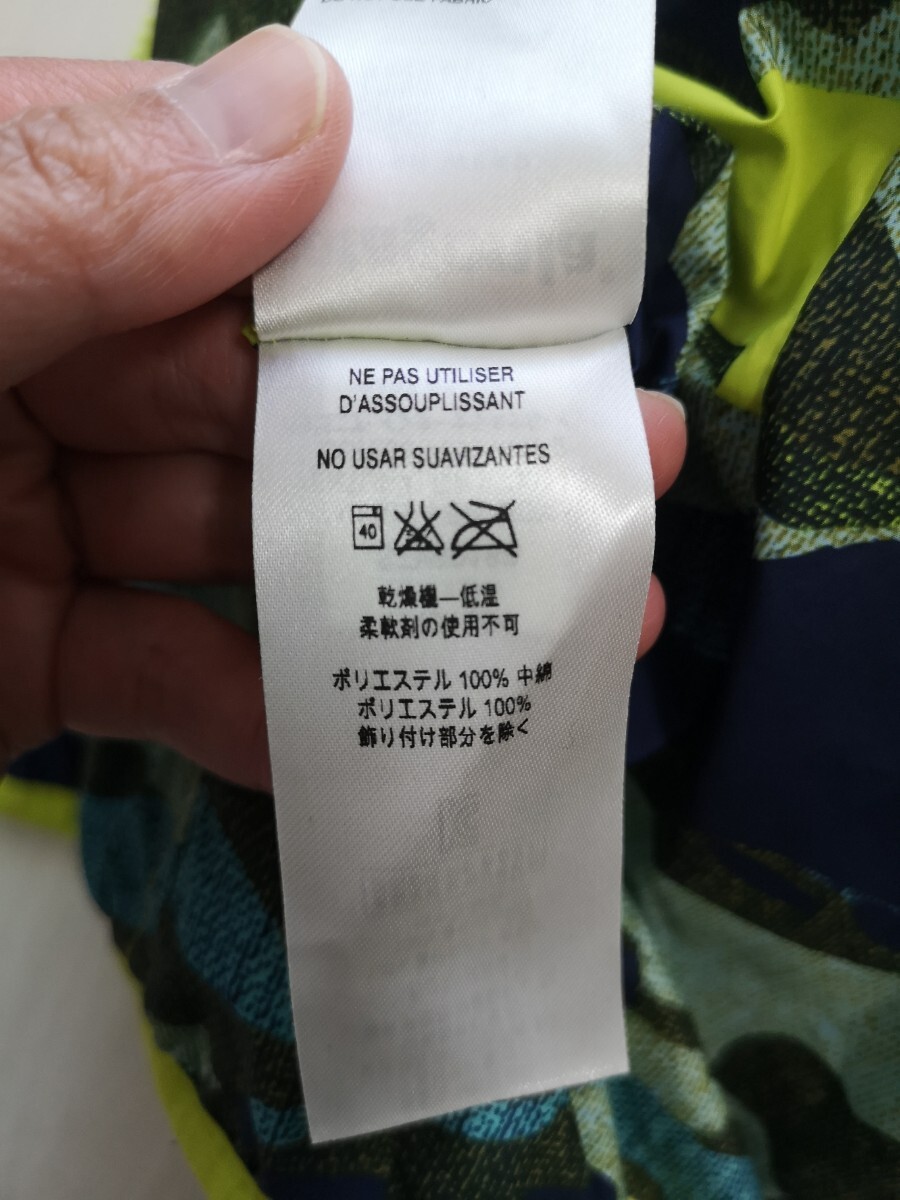 NE PAS UTILISER
D'ASSOUPLISSANT
NO USAR SUAVIZANTES
40
乾燥機—低温
柔軟剤の使用不可
ポリエステル 100% 中綿
ポリエステル 100%
飾り付け部分を除く